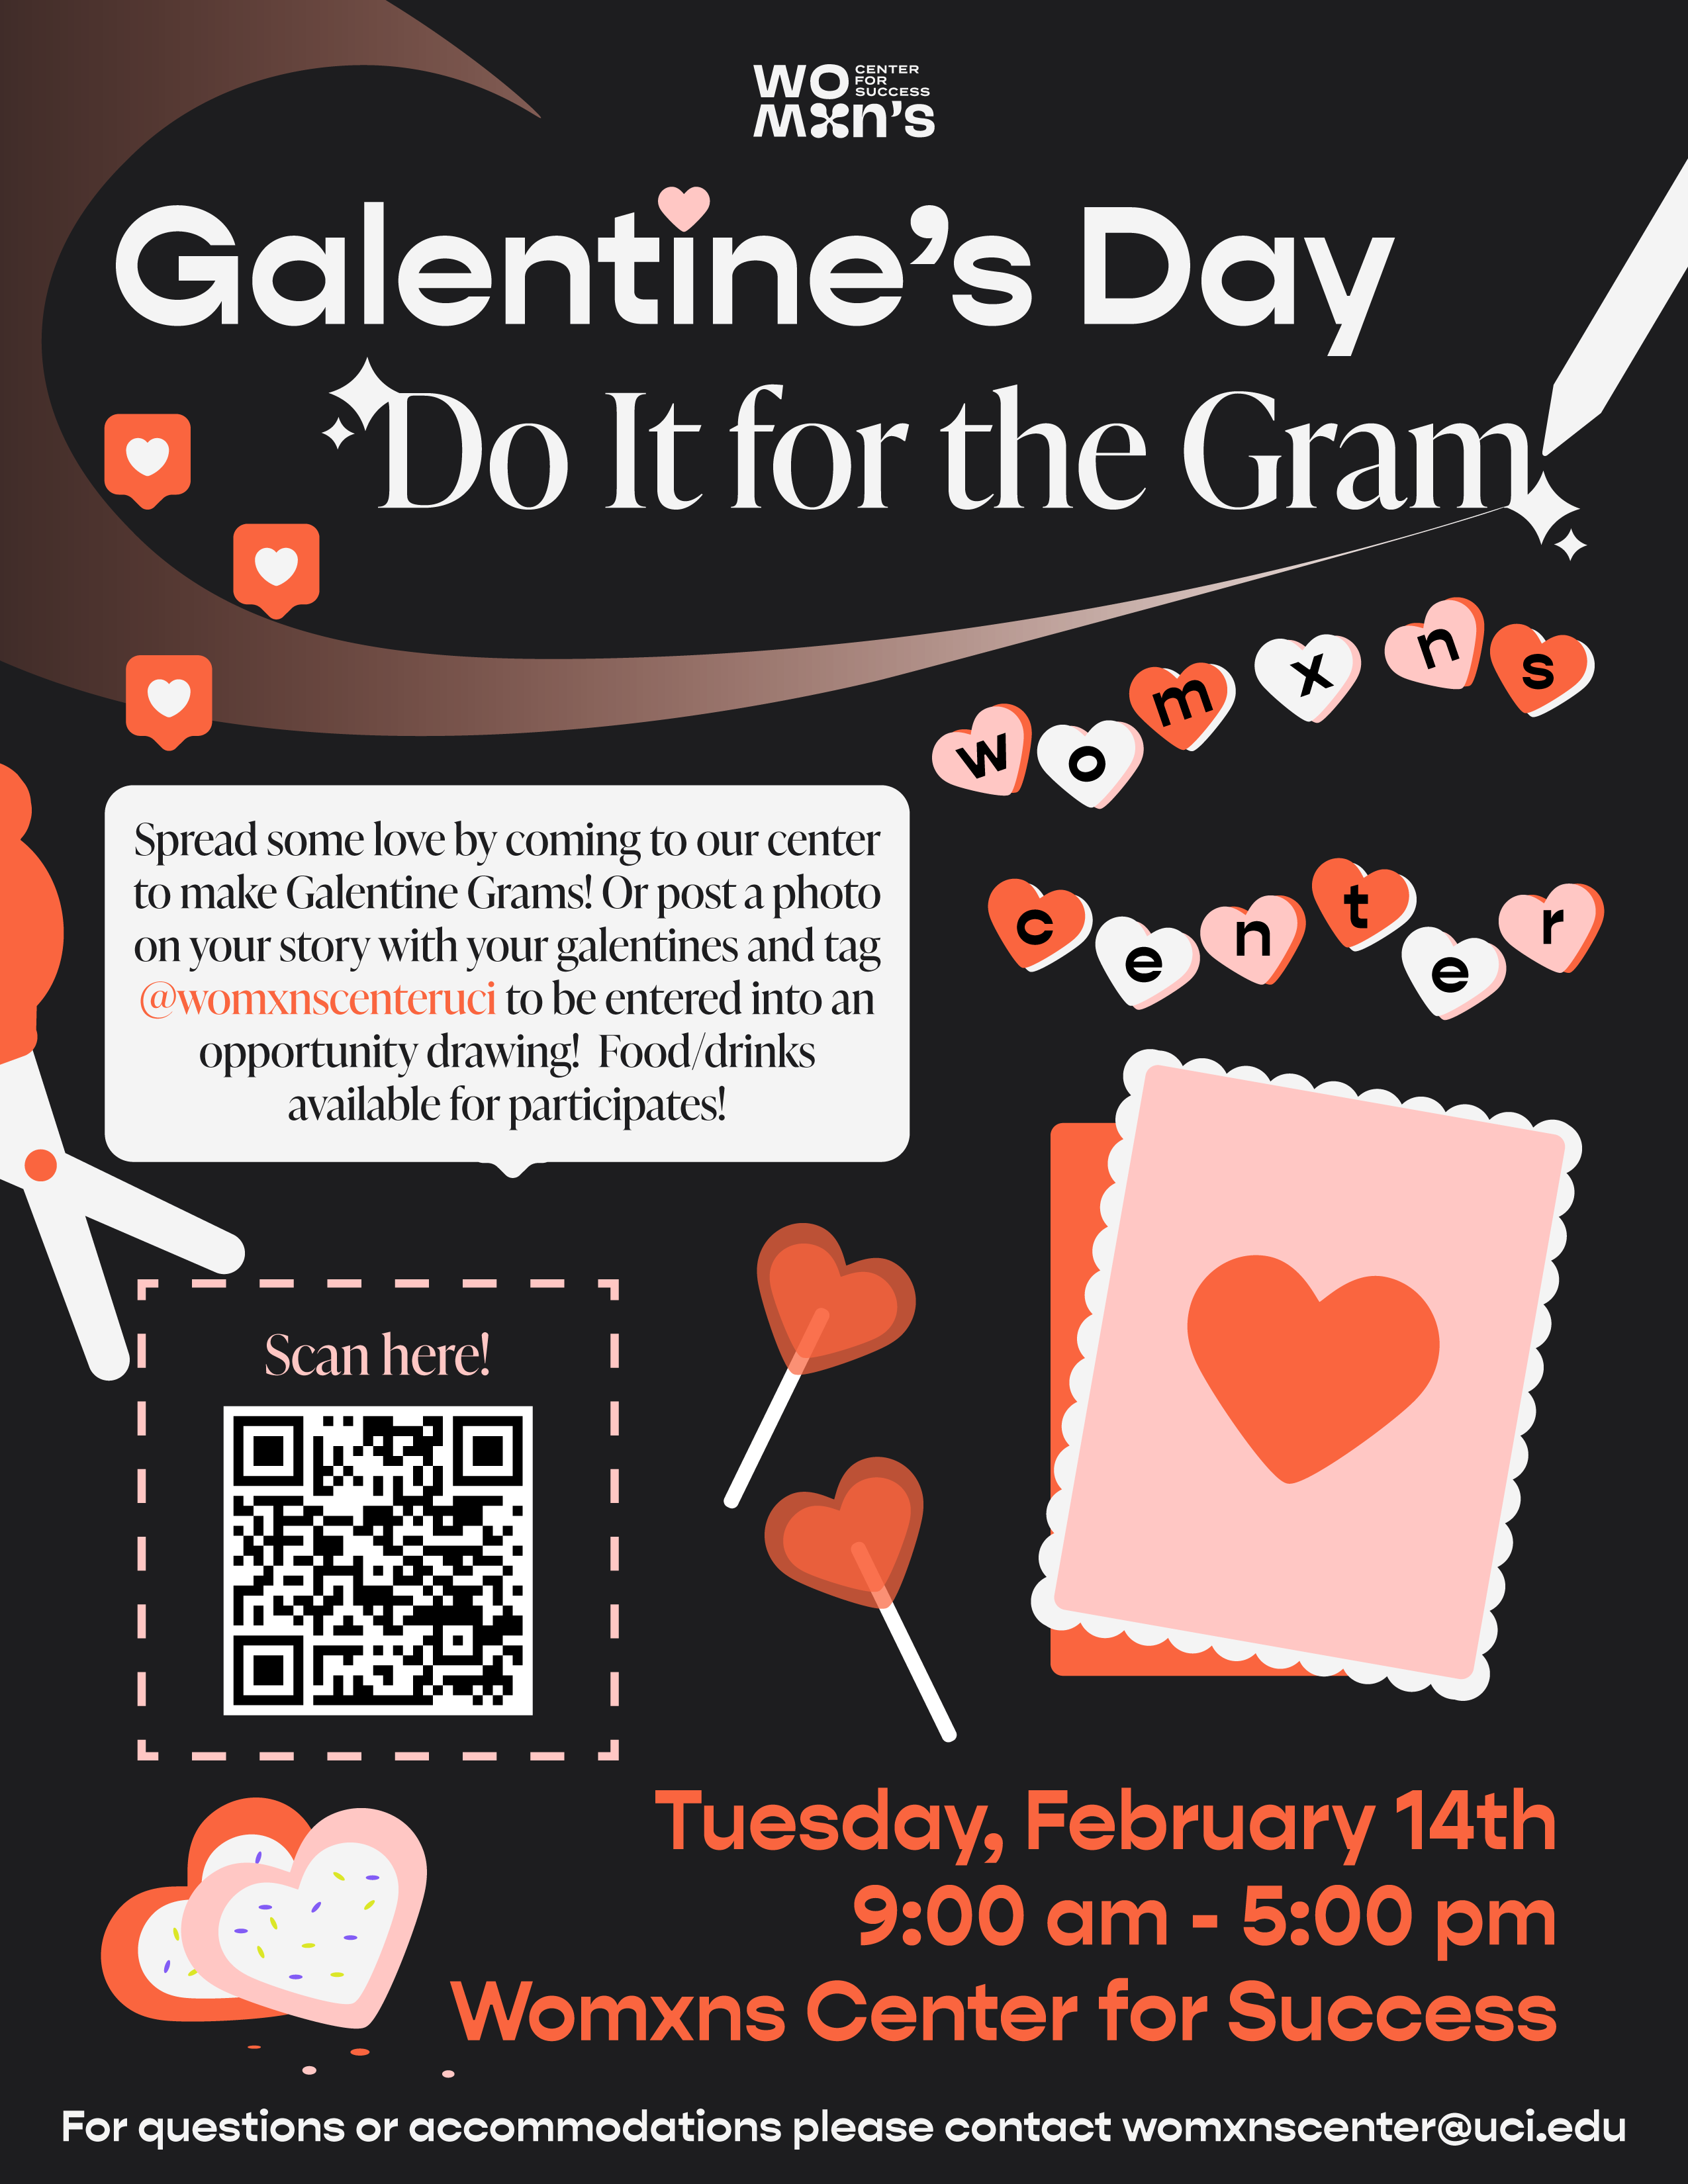 WO CENTER FOR SUCCESS
Mxn's
Galentine's Day
Do It for the Gram
w o m x n s
c e n t e r
Spread some love by coming to our center
to make Galentine Grams! Or post a photo
on your story with your galentines and tag
@womxnscenteruci to be entered into an
opportunity drawing!  Food/drinks
available for participates!
Scan here!
Tuesday, February 14th
9:00 am - 5:00 pm
Womxns Center for Success
For questions or accommodations please contact womxnscenter@uci.edu